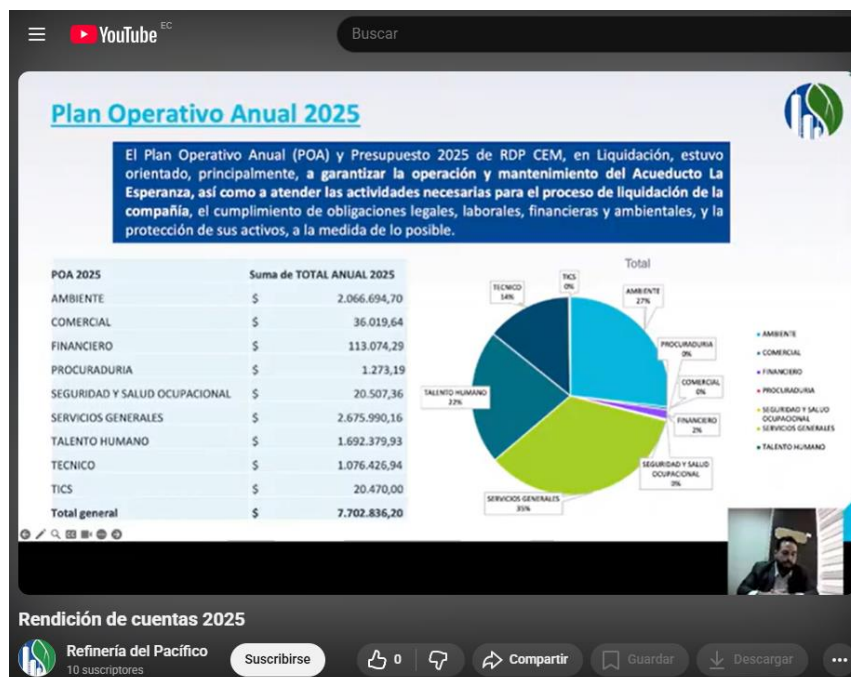 YouTube EC
Buscar
Plan Operativo Anual 2025
El Plan Operativo Anual (POA) y Presupuesto 2025 de RDP CEM, en Liquidación, estuvo
orientado, principalmente, a garantizar la operación y mantenimiento del Acueducto La
Esperanza, así como a atender las actividades necesarias para el proceso de liquidación de la
compañía, el cumplimiento de obligaciones legales, laborales, financieras y ambientales, y la
protección de sus activos, a la medida de lo posible.
POA 2025 Suma de TOTAL ANUAL 2025
AMBIENTE $ 2.066.694,70
COMERCIAL $ 36.019,64
FINANCIERO $ 113.074,29
PROCURADURIA $ 1.273,19
SEGURIDAD Y SALUD OCUPACIONAL $ 20.507,36
SERVICIOS GENERALES $ 2.675.990,16
TALENTO HUMANO $ 1.692.379,93
TECNICO $ 1.076.426,94
TICS $ 20.470,00
Total general $ 7.702.836,20
Total
TICS
0%
TECNICO
14%
AMBIENTE
27%
PROCURADURIA
0%
COMERCIAL
0%
TALENTO HUMANO
22%
FINANCIERO
2%
SEGURIDAD Y SALUD
OCUPACIONAL
0%
SERVICIOS GENERALES
35%
AMBIENTE
COMERCIAL
FINANCIERO
PROCURADURIA
SEGURIDAD Y SALUD
OCUPACIONAL
SERVICIOS GENERALES
TALENTO HUMANO
Rendición de cuentas 2025
Refinería del Pacífico
10 suscriptores
Suscribirse
0
Compartir
Guardar
Descargar